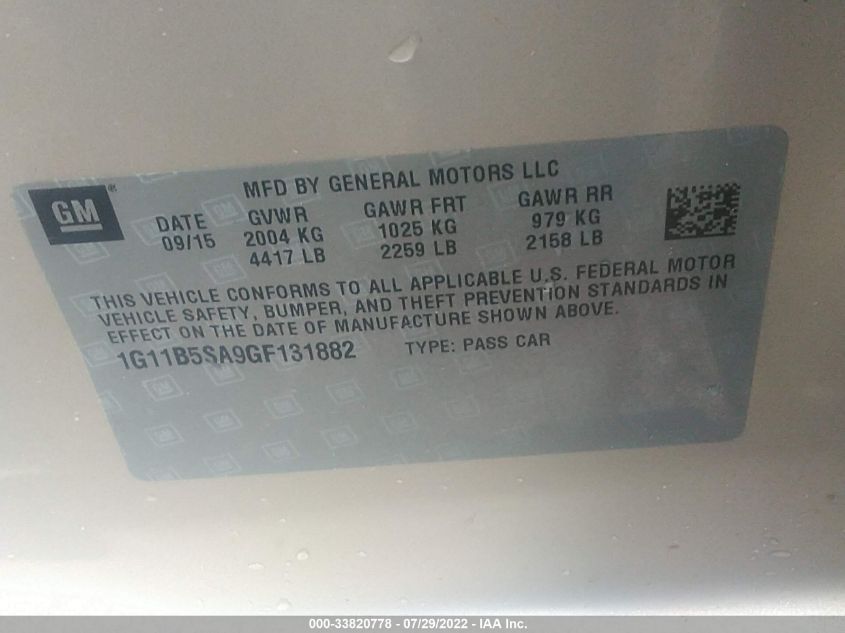 MFD BY GENERAL MOTORS LLC
GM®
DATE GVWR GAWR FRT GAWR RR
09/15 2004 KG 1025 KG 979 KG
4417 LB 2259 LB 2158 LB
THIS VEHICLE CONFORMS TO ALL APPLICABLE U.S. FEDERAL MOTOR
VEHICLE SAFETY, BUMPER, AND THEFT PREVENTION STANDARDS IN
EFFECT ON THE DATE OF MANUFACTURE SHOWN ABOVE.
1G11B5SA9GF131882 TYPE: PASS CAR
000-33820778 - 07/29/2022 - IAA Inc.